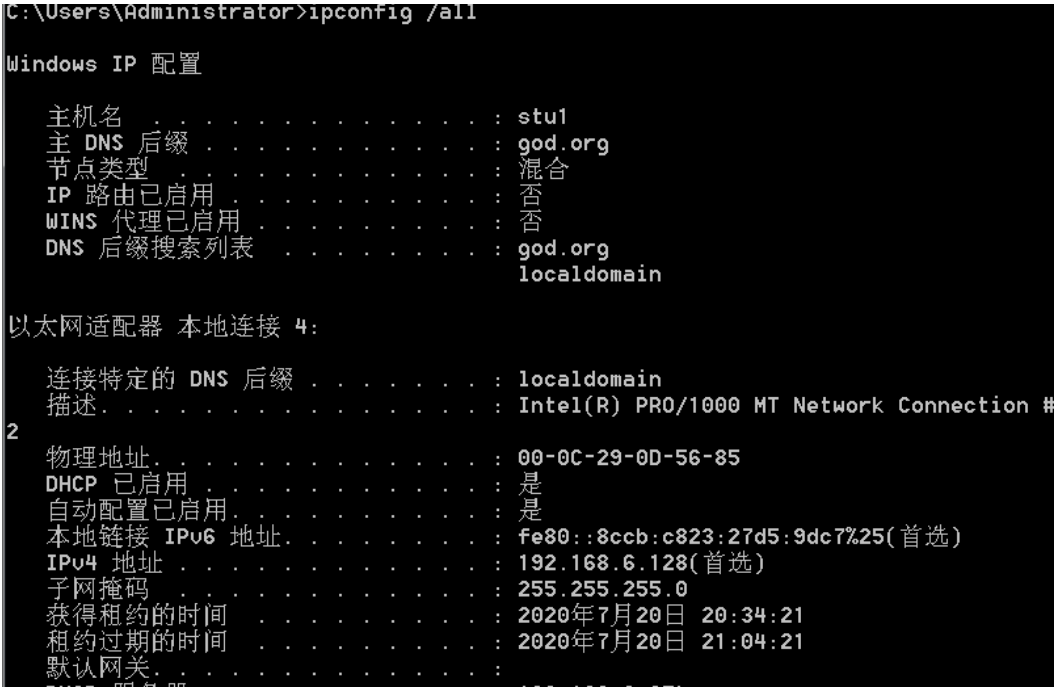 C:\Users\Administrator>ipconfig /all
Windows IP 配置
主机名 . . . . . . . . . . . . . : stu1
主 DNS 后缀 . . . . . . . . . . . : god.org
节点类型 . . . . . . . . . . . . : 混合
IP 路由已启用 . . . . . . . . . . : 否
WINS 代理已启用 . . . . . . . . . : 否
DNS 后缀搜索列表 . . . . . . . . : god.org
localdomain
以太网适配器 本地连接 4:
连接特定的 DNS 后缀 . . . . . . . : localdomain
描述. . . . . . . . . . . . . . . : Intel(R) PRO/1000 MT Network Connection #
2
物理地址. . . . . . . . . . . . . : 00-0C-29-0D-56-85
DHCP 已启用 . . . . . . . . . . . : 是
自动配置已启用. . . . . . . . . . : 是
本地链接 IPv6 地址. . . . . . . . : fe80::8ccb:c823:27d5:9dc7%25(首选)
IPv4 地址 . . . . . . . . . . . . : 192.168.6.128(首选)
子网掩码 . . . . . . . . . . . . : 255.255.255.0
获得租约的时间 . . . . . . . . . : 2020年7月20日 20:34:21
租约过期的时间 . . . . . . . . . : 2020年7月20日 21:04:21
默认网关. . . . . . . . . . . . . :